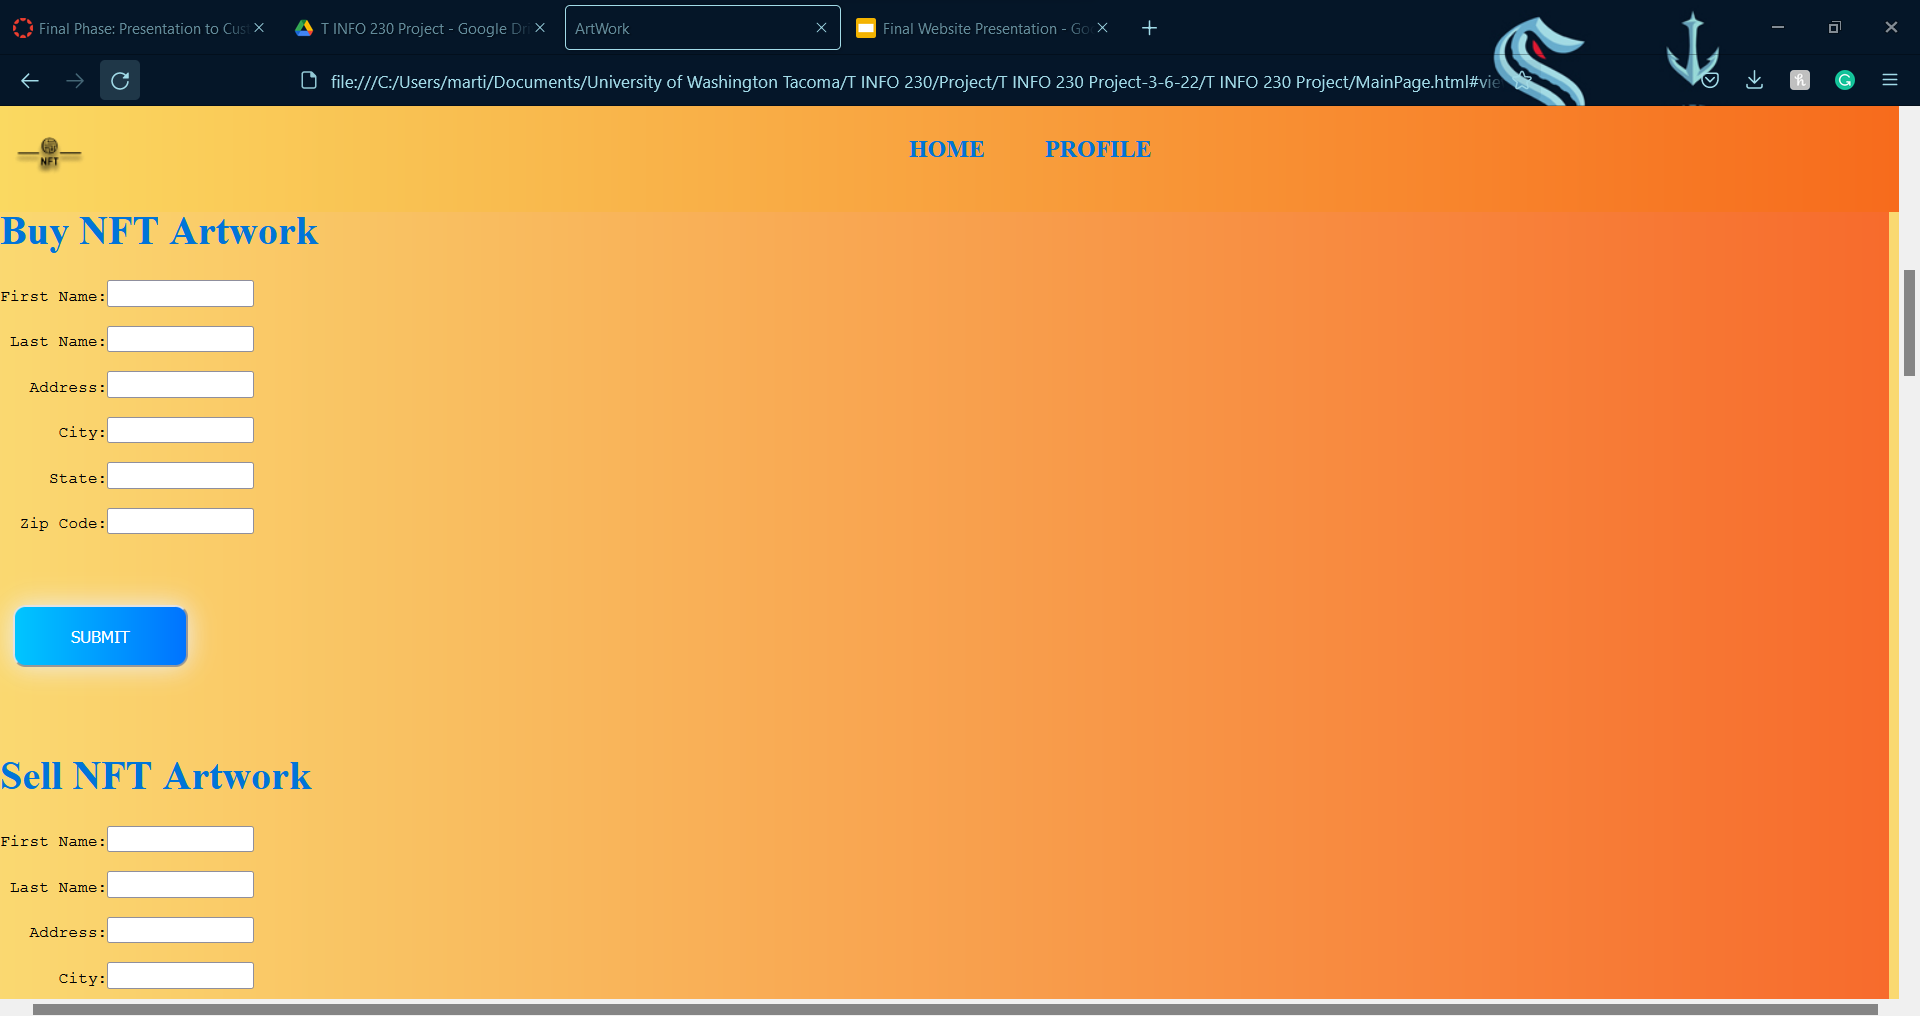 Final Phase: Presentation to Cust
T INFO 230 Project - Google Dri
ArtWork
Final Website Presentation - Goo
file:///C:/Users/marti/Documents/University of Washington Tacoma/T INFO 230/Project/T INFO 230 Project-3-6-22/T INFO 230 Project/MainPage.html#vie
NFT
HOME
PROFILE
Buy NFT Artwork
First Name:
Last Name:
Address:
City:
State:
Zip Code:
SUBMIT
Sell NFT Artwork
First Name:
Last Name:
Address:
City: